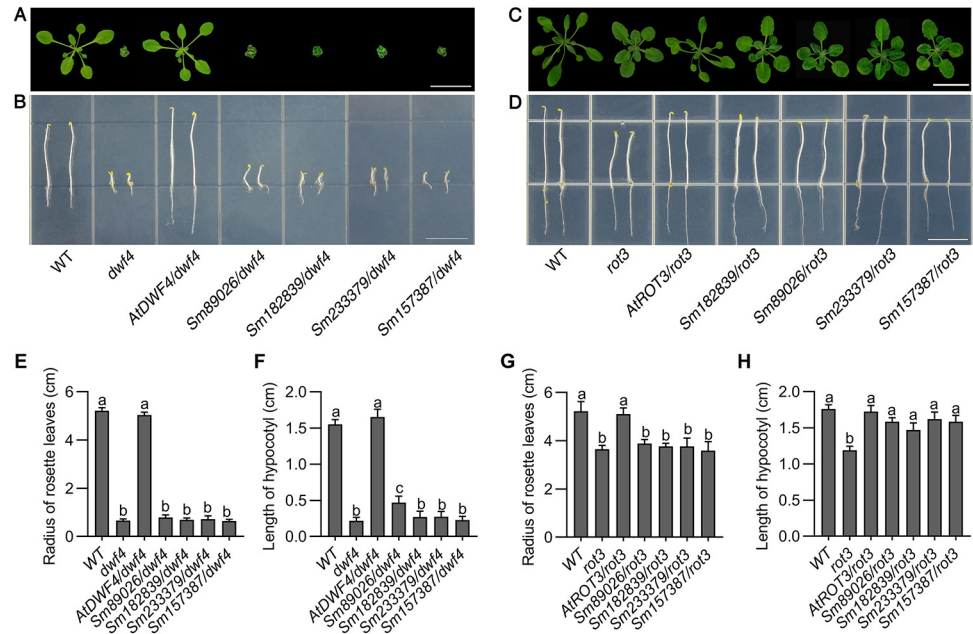 A
B
WT
dwf4
AtDWF4/dwf4
Sm89026/dwf4
Sm182839/dwf4
Sm233379/dwf4
Sm157387/dwf4
C
D
WT
rot3
AtROT3/rot3
Sm182839/rot3
Sm89026/rot3
Sm233379/rot3
Sm157387/rot3
E
Radius of rosette leaves (cm)
6
4
2
0
a
b
a
b
b
b
b
WT
dwf4
AtDWF4/dwf4
Sm89026/dwf4
Sm182839/dwf4
Sm233379/dwf4
Sm157387/dwf4
F
Length of hypocotyl (cm)
2.0
1.5
1.0
0.5
0.0
a
b
a
c
b
b
b
WT
dwf4
AtDWF4/dwf4
Sm89026/dwf4
Sm182839/dwf4
Sm233379/dwf4
Sm157387/dwf4
G
Radius of rosette leaves (cm)
6
4
2
0
a
b
a
b
b
b
b
WT
rot3
AtROT3/rot3
Sm89026/rot3
Sm182839/rot3
Sm233379/rot3
Sm157387/rot3
H
Length of hypocotyl (cm)
2.0
1.5
1.0
0.5
0.0
a
b
a
a
a
a
a
WT
rot3
AtROT3/rot3
Sm89026/rot3
Sm182839/rot3
Sm233379/rot3
Sm157387/rot3